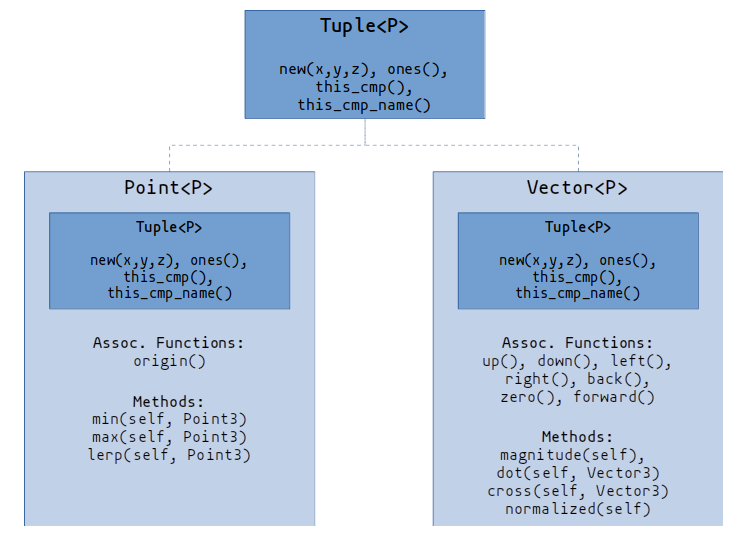 Tuple<P>
new(x,y,z), ones(),
this_cmp(),
this_cmp_name()
Point<P>
Tuple<P>
new(x,y,z), ones(),
this_cmp(),
this_cmp_name()
Assoc. Functions:
origin()
Methods:
min(self, Point3)
max(self, Point3)
lerp(self, Point3)
Vector<P>
Tuple<P>
new(x,y,z), ones(),
this_cmp(),
this_cmp_name()
Assoc. Functions:
up(), down(), left(),
right(), back(),
zero(), forward()
Methods:
magnitude(self),
dot(self, Vector3)
cross(self, Vector3)
normalized(self)